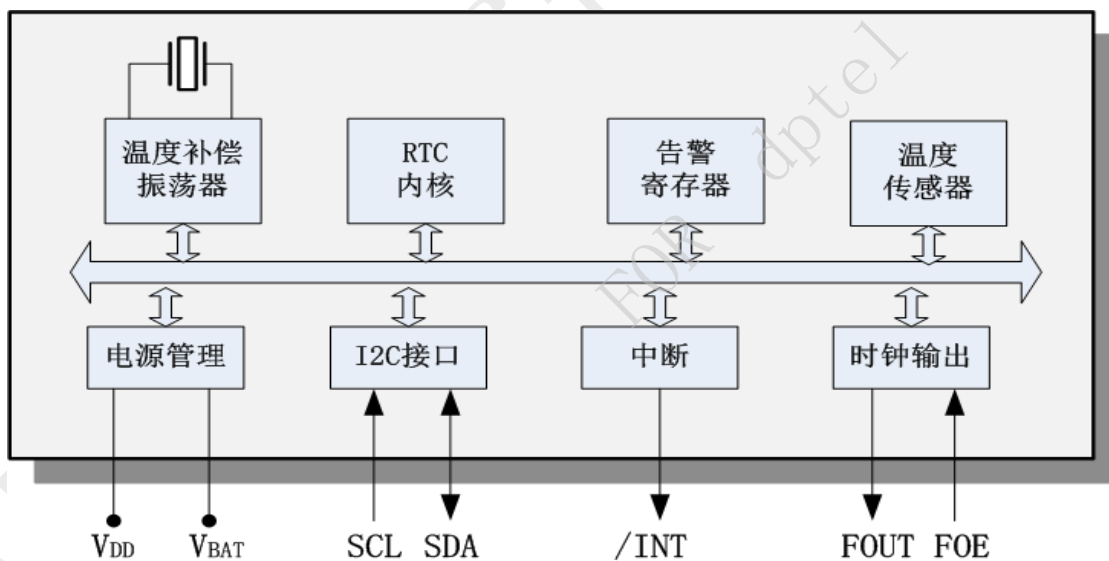 温度补偿
振荡器
RTC
内核
告警
寄存器
温度
传感器
电源管理
I2C接口
中断
时钟输出
VDD VBAT SCL SDA /INT FOUT FOE
FOR dptel